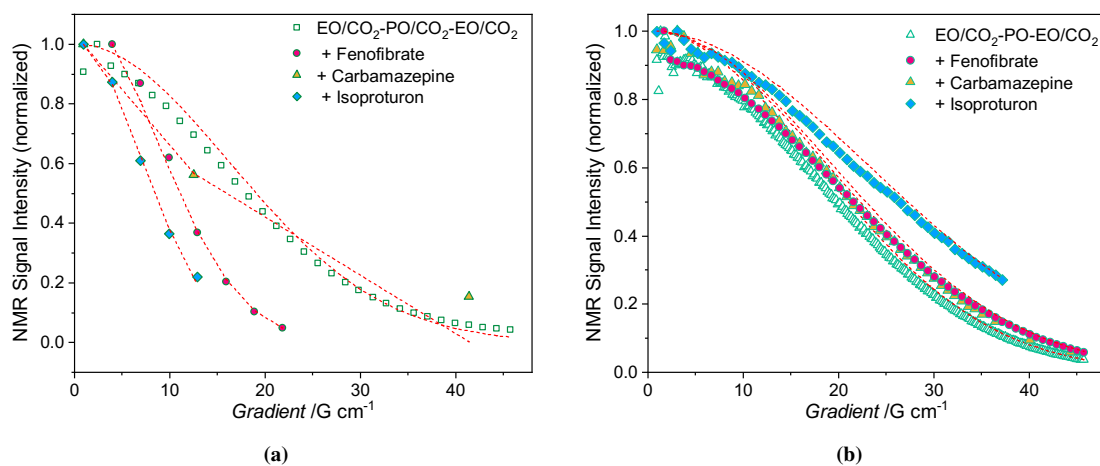 NMR Signal Intensity (normalized)
1.0
0.8
0.6
0.4
0.2
0.0
EO/CO₂-PO/CO₂-EO/CO₂
+ Fenofibrate
+ Carbamazepine
+ Isoproturon
0 10 20 30 40
Gradient /G cm⁻¹
(a)
NMR Signal Intensity (normalized)
1.0
0.8
0.6
0.4
0.2
0.0
EO/CO₂-PO-EO/CO₂
+ Fenofibrate
+ Carbamazepine
+ Isoproturon
0 10 20 30 40
Gradient /G cm⁻¹
(b)